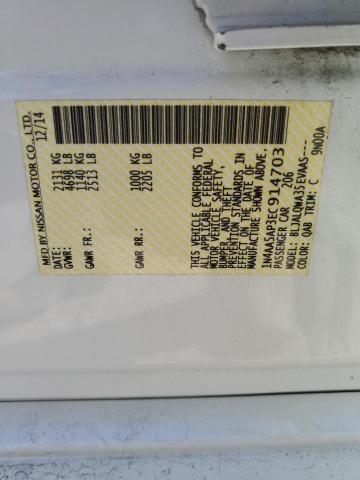 MFD BY NISSAN MOTOR CO., LTD.
DATE: 12/14
GVWR: 2131 KG
4698 LB
GAWR FR.: 1140 KG
2513 LB
GAWR RR.: 1000 KG
2205 LB
THIS VEHICLE CONFORMS TO
ALL APPLICABLE FEDERAL
MOTOR VEHICLE SAFETY,
BUMPER, AND THEFT
PREVENTION STANDARDS IN
EFFECT ON THE DATE OF
MANUFACTURE SHOWN ABOVE.
1N4AA5AP3EC914703
PASSENGER CAR 206
MODEL: BLJALQWA35EVAAS---
COLOR: QAB TRIM: C 9N00A